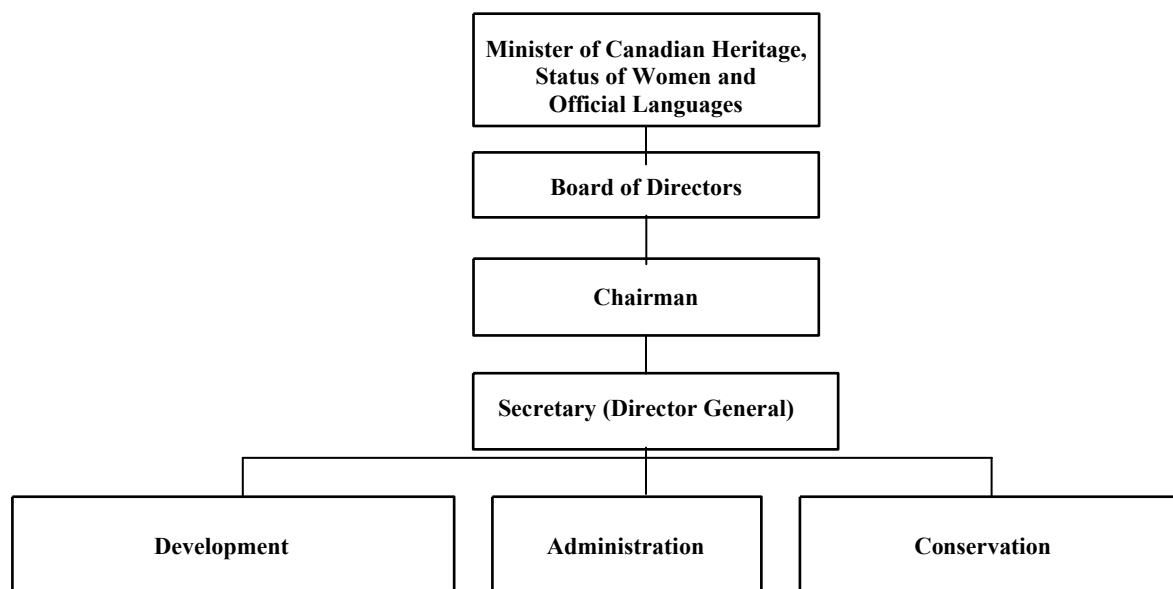 Minister of Canadian Heritage,
Status of Women and
Official Languages
Board of Directors
Chairman
Secretary (Director General)
Development
Administration
Conservation